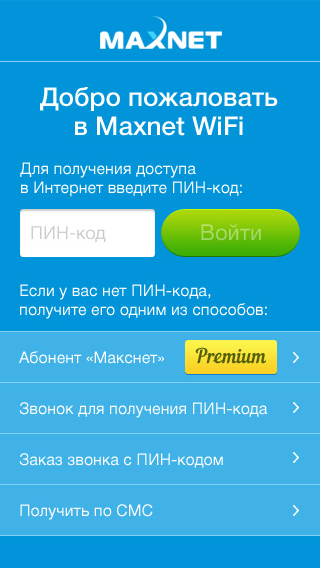 MAXNET
Добро пожаловать
в Maxnet WiFi
Для получения доступа
в Интернет введите ПИН-код:
ПИН-код
Войти
Если у вас нет ПИН-кода,
получите его одним из способов:
Абонент «Макснет»
Premium
Звонок для получения ПИН-кода
Заказ звонка с ПИН-кодом
Получить по СМС